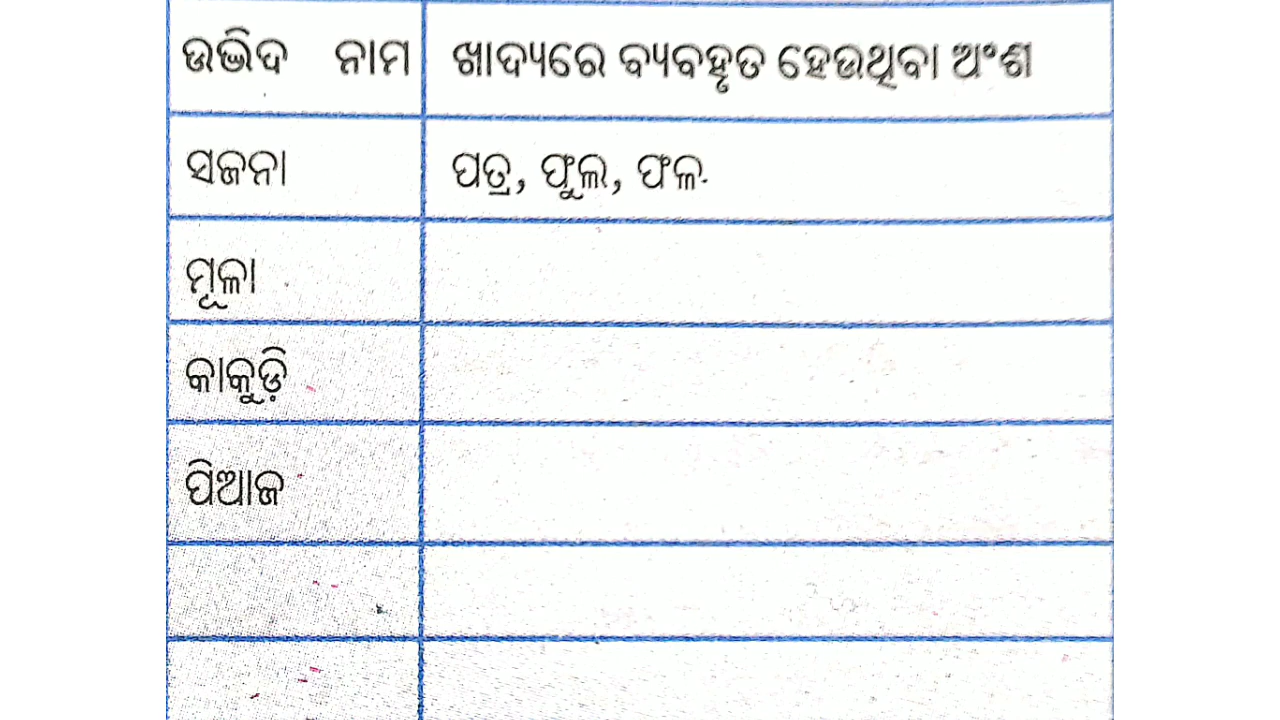 ଉଦ୍ଭିଦ ନାମ ଖାଦ୍ୟରେ ବ୍ୟବହୃତ ହେଉଥିବା ଅଂଶ
ସଜନା ପତ୍ର, ଫୁଲ, ଫଳ
ମୂଳା
କାକୁଡ଼ି
ପିଆଜ